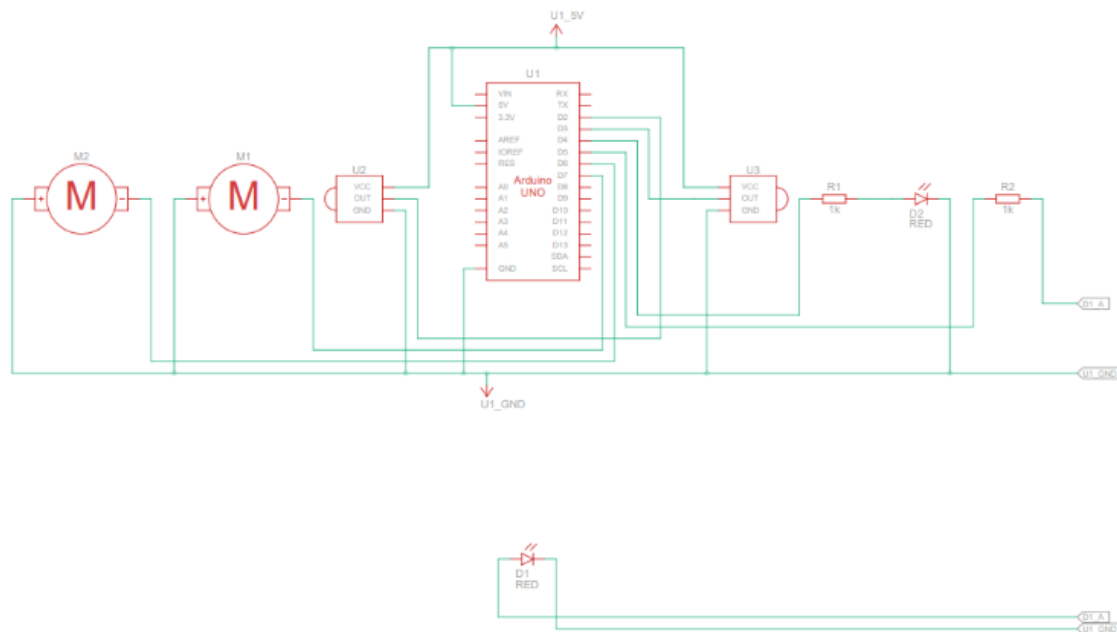 U1_5V
U1
VIN
5V
3.3V
AREF
IOREF
RES
A0
A1
A2
A3
A4
A5
GND
Arduino
UNO
RX
TX
D2
D3
D4
D5
D6
D7
D8
D9
D10
D11
D12
D13
SDA
SCL
M2
+
M
-
M1
+
M
-
U2
VCC
OUT
GND
U3
VCC
OUT
GND
R1
1k
D2
RED
R2
1k
D1_A
U1_GND
U1_GND
D1
RED
D1_A
U1_GND